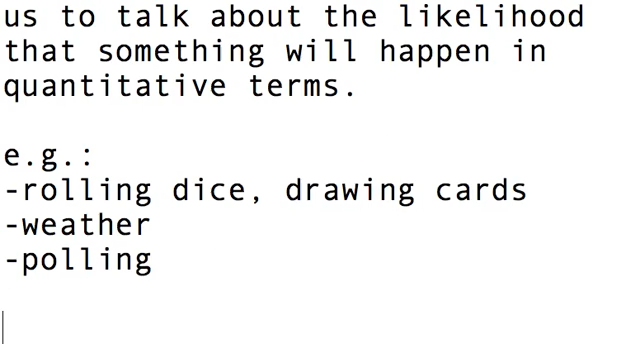 us to talk about the likelihood
that something will happen in
quantitative terms.
e.g.:
-rolling dice, drawing cards
-weather
-polling